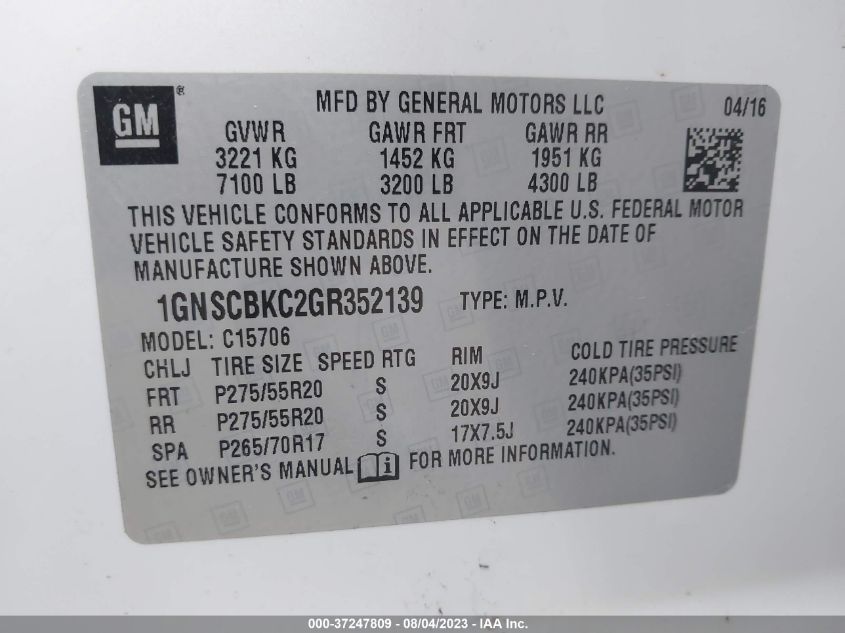 GM ® MFD BY GENERAL MOTORS LLC 04/16
GVWR GAWR FRT GAWR RR
3221 KG 1452 KG 1951 KG
7100 LB 3200 LB 4300 LB
THIS VEHICLE CONFORMS TO ALL APPLICABLE U.S. FEDERAL MOTOR
VEHICLE SAFETY STANDARDS IN EFFECT ON THE DATE OF
MANUFACTURE SHOWN ABOVE.
1GNSCBKC2GR352139 TYPE: M.P.V.
MODEL: C15706
CHLJ TIRE SIZE SPEED RTG RIM COLD TIRE PRESSURE
FRT P275/55R20 S 20X9J 240KPA(35PSI)
RR P275/55R20 S 20X9J 240KPA(35PSI)
SPA P265/70R17 S 17X7.5J 240KPA(35PSI)
SEE OWNER'S MANUAL i FOR MORE INFORMATION.
000-37247809 - 08/04/2023 - IAA Inc.